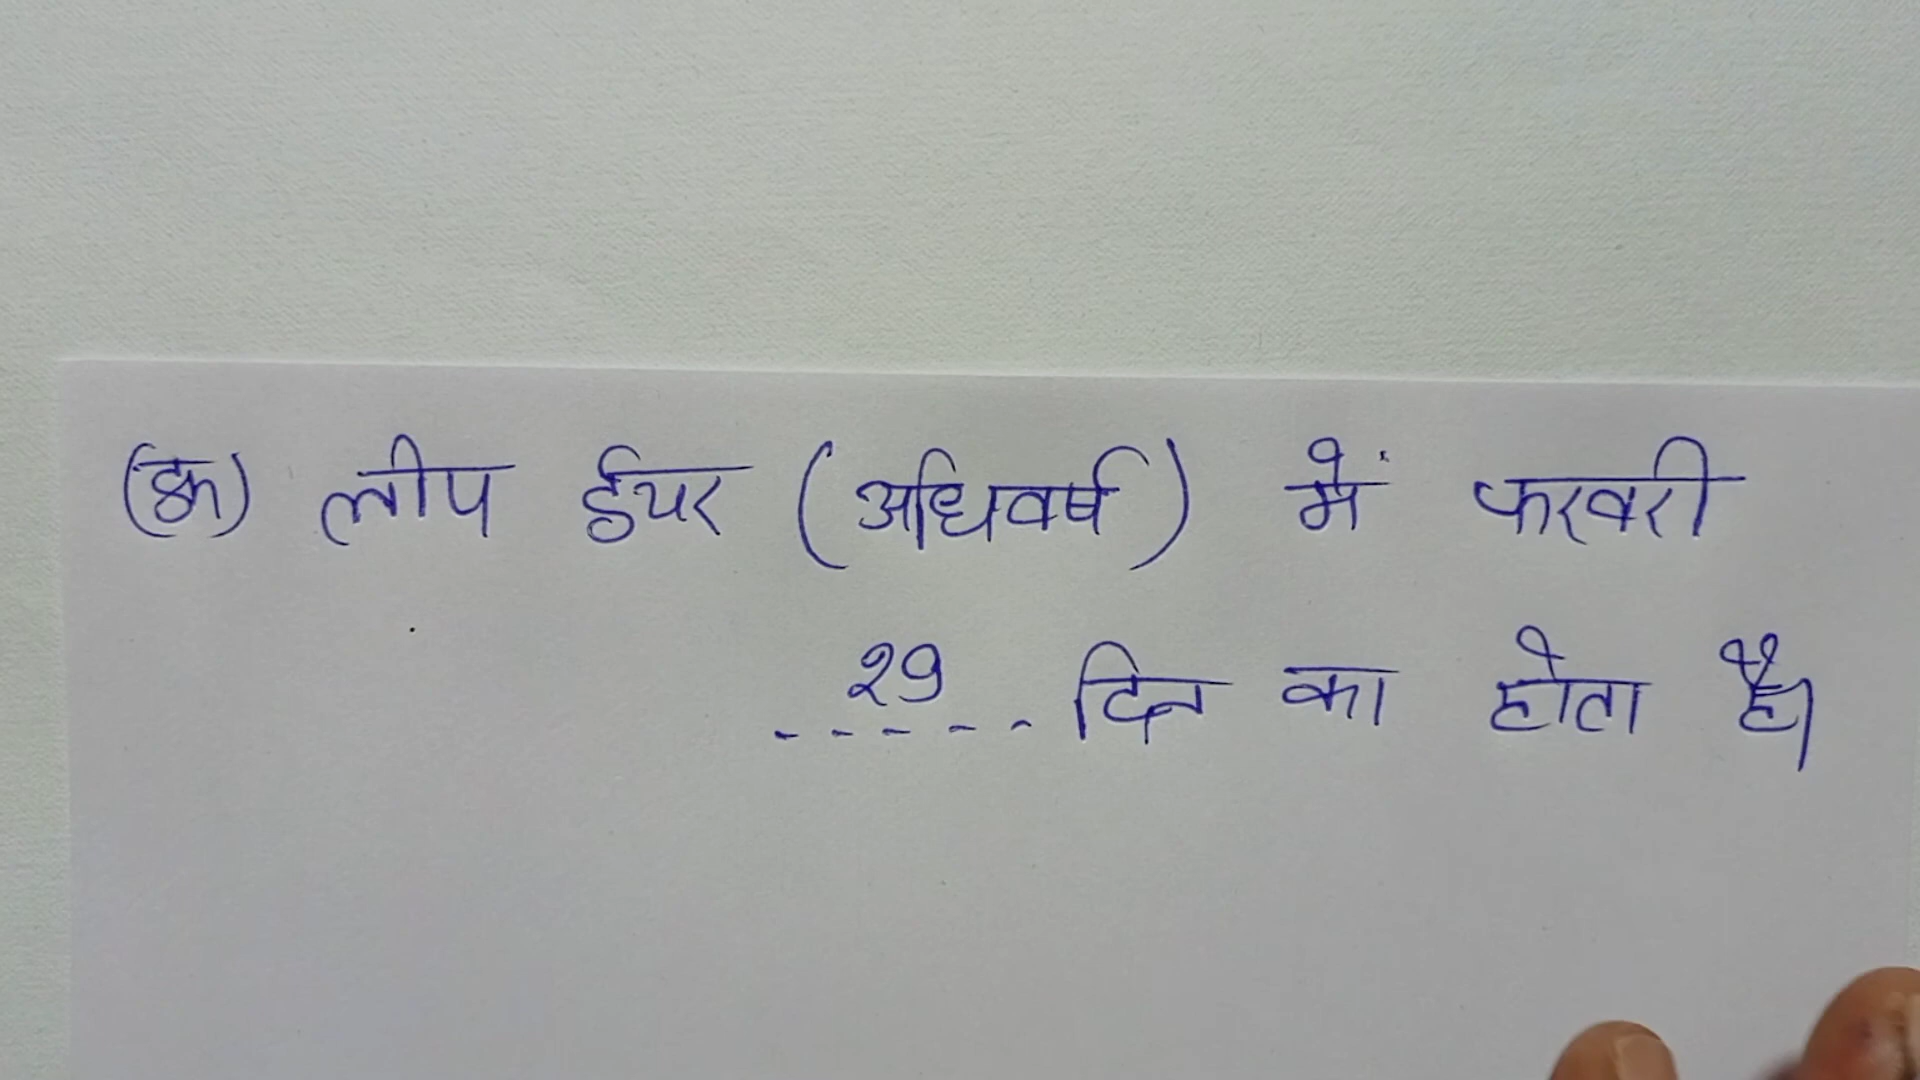 (क) लीप ईयर (अधिवर्ष) में फरवरी
..29... दिन का होता है।